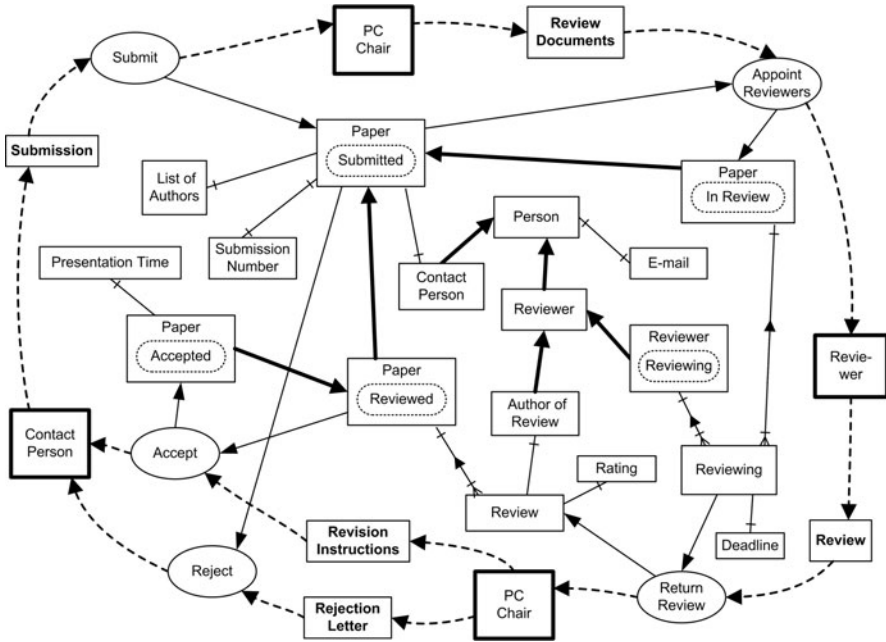 PC
Chair
Review
Documents
Submit
Appoint
Reviewers
Submission
Paper
Submitted
List of
Authors
Paper
In Review
Person
Submission
Number
Presentation Time
Contact
Person
E-mail
Reviewer
Paper
Accepted
Reviewer
Reviewing
Revie-
wer
Paper
Reviewed
Author of
Review
Contact
Person
Accept
Rating
Reviewing
Review
Revision
Instructions
Deadline
Review
Reject
Rejection
Letter
PC
Chair
Return
Review